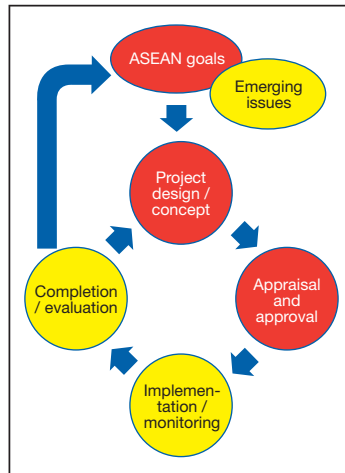 ASEAN goals
Emerging
issues
Project
design /
concept
Appraisal
and
approval
Completion
/ evaluation
Implemen-
tation /
monitoring